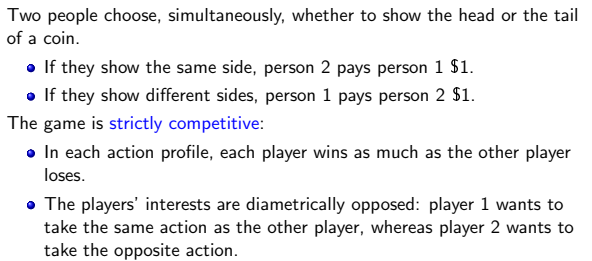 Two people choose, simultaneously, whether to show the head or the tail
of a coin.
• If they show the same side, person 2 pays person 1 $1.
• If they show different sides, person 1 pays person 2 $1.
The game is strictly competitive:
• In each action profile, each player wins as much as the other player
loses.
• The players' interests are diametrically opposed: player 1 wants to
take the same action as the other player, whereas player 2 wants to
take the opposite action.